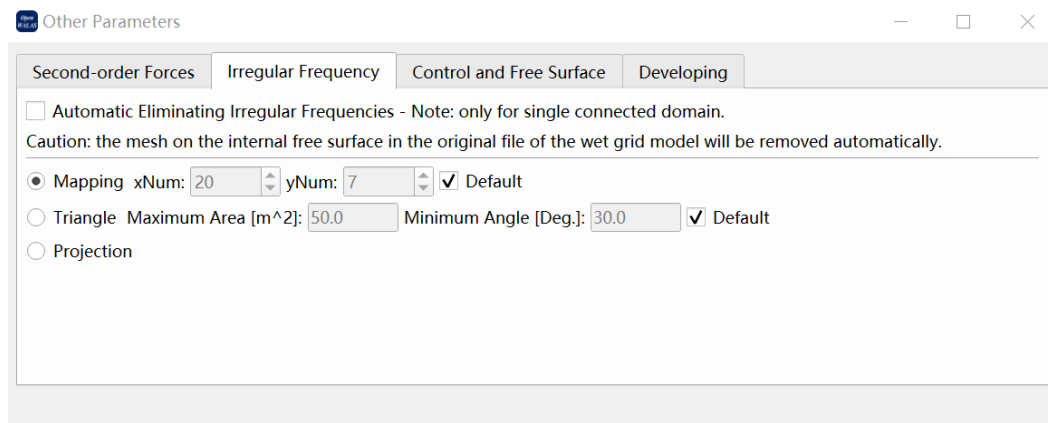 Open
WALAS
Other Parameters
Second-order Forces Irregular Frequency Control and Free Surface Developing
Automatic Eliminating Irregular Frequencies - Note: only for single connected domain.
Caution: the mesh on the internal free surface in the original file of the wet grid model will be removed automatically.
Mapping xNum: 20 yNum: 7 Default
Triangle Maximum Area [m^2]: 50.0 Minimum Angle [Deg.]: 30.0 Default
Projection